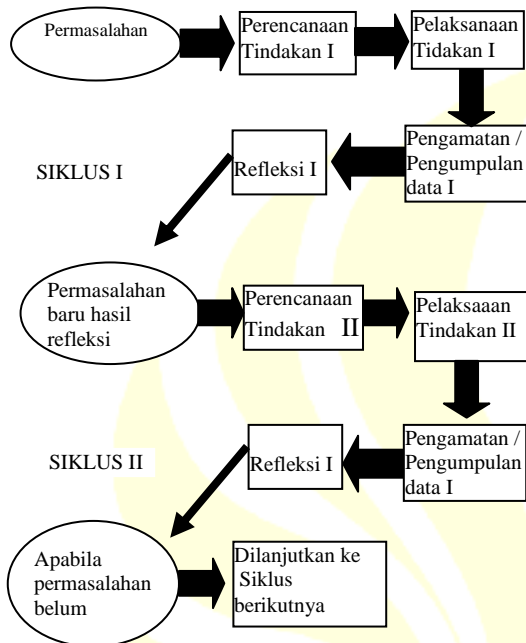 Permasalahan
Perencanaan
Tindakan I
Pelaksanaan
Tidakan I
SIKLUS I
Refleksi I
Pengamatan /
Pengumpulan
data I
Permasalahan
baru hasil
refleksi
Perencanaan
Tindakan II
Pelaksaaan
Tindakan II
SIKLUS II
Refleksi I
Pengamatan /
Pengumpulan
data I
Apabila
permasalahan
belum
Dilanjutkan ke
Siklus
berikutnya